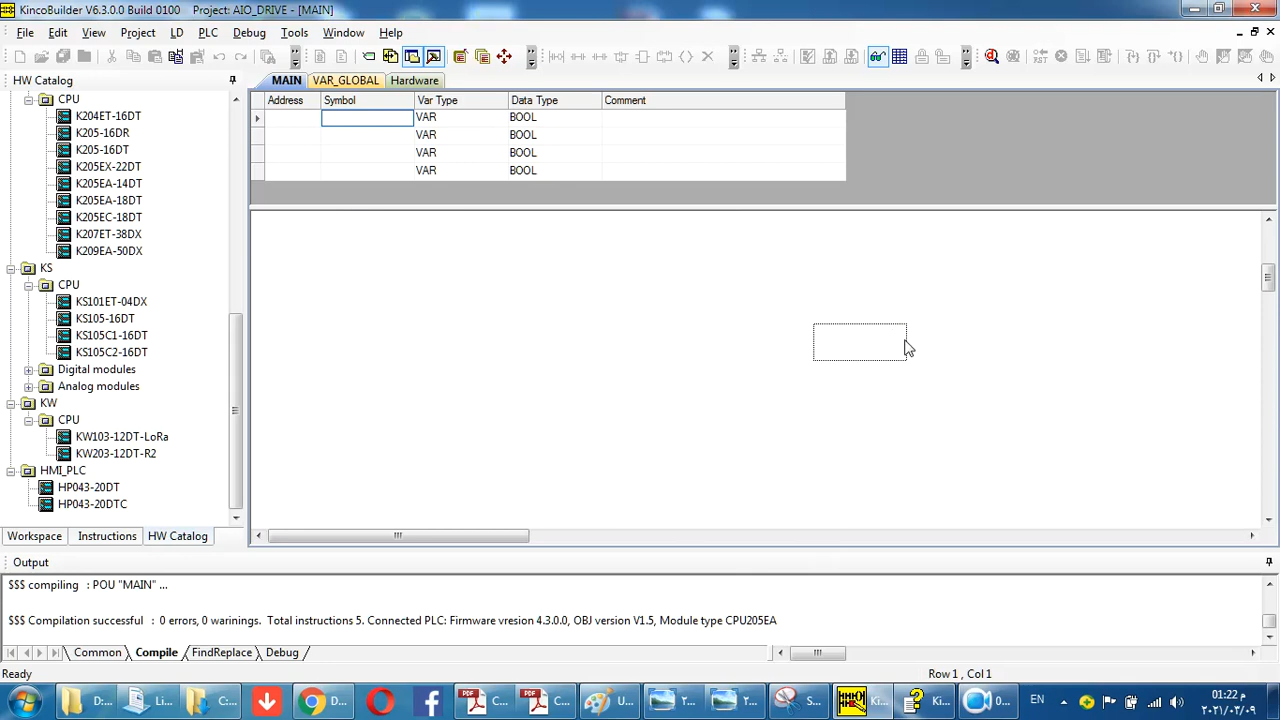 KincoBuilder V6.3.0.0 Build 0100    Project: AIO_DRIVE - [MAIN]
File Edit View Project LD PLC Debug Tools Window Help
HW Catalog
CPU
K204ET-16DT
K205-16DR
K205-16DT
K205EX-22DT
K205EA-14DT
K205EA-18DT
K205EC-18DT
K207ET-38DX
K209EA-50DX
KS
CPU
KS101ET-04DX
KS105-16DT
KS105C1-16DT
KS105C2-16DT
Digital modules
Analog modules
KW
CPU
KW103-12DT-LoRa
KW203-12DT-R2
HMI_PLC
HP043-20DT
HP043-20DTC
Workspace Instructions HW Catalog
MAIN VAR_GLOBAL Hardware
Address Symbol Var Type Data Type Comment
VAR BOOL
VAR BOOL
VAR BOOL
VAR BOOL
Output
$$$ compiling : POU "MAIN" ...
$$$ Compilation successful : 0 errors, 0 warinings. Total instructions 5. Connected PLC: Firmware vresion 4.3.0.0, OBJ version V1.5, Module type CPU205EA
Common Compile FindReplace Debug
Ready
Row 1 , Col 1
D:... Li... C:... D... C... C... U... Y... Y... S... Ki... Ki... 0...
EN
01:22 م
٢٠٢١/٠٣/٠٩